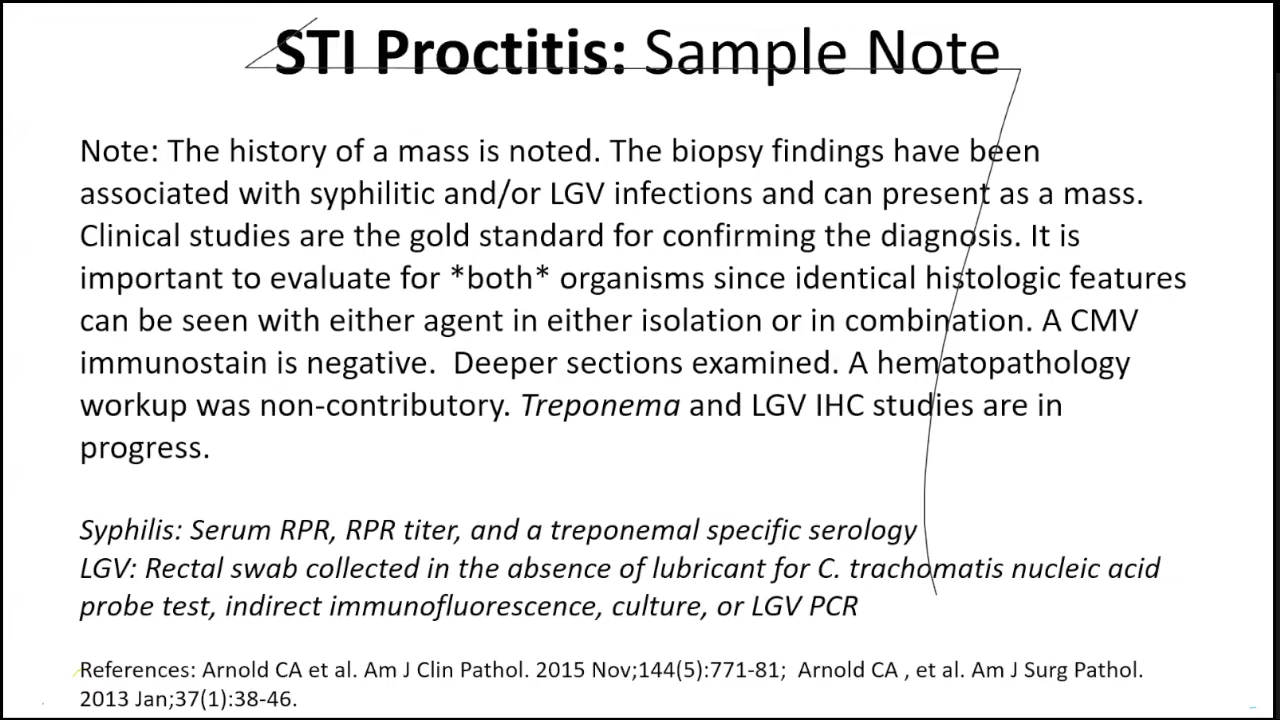 STI Proctitis: Sample Note
Note: The history of a mass is noted. The biopsy findings have been
associated with syphilitic and/or LGV infections and can present as a mass.
Clinical studies are the gold standard for confirming the diagnosis. It is
important to evaluate for *both* organisms since identical histologic features
can be seen with either agent in either isolation or in combination. A CMV
immunostain is negative.  Deeper sections examined. A hematopathology
workup was non-contributory. Treponema and LGV IHC studies are in
progress.
Syphilis: Serum RPR, RPR titer, and a treponemal specific serology
LGV: Rectal swab collected in the absence of lubricant for C. trachomatis nucleic acid
probe test, indirect immunofluorescence, culture, or LGV PCR
References: Arnold CA et al. Am J Clin Pathol. 2015 Nov;144(5):771-81;  Arnold CA , et al. Am J Surg Pathol.
2013 Jan;37(1):38-46.